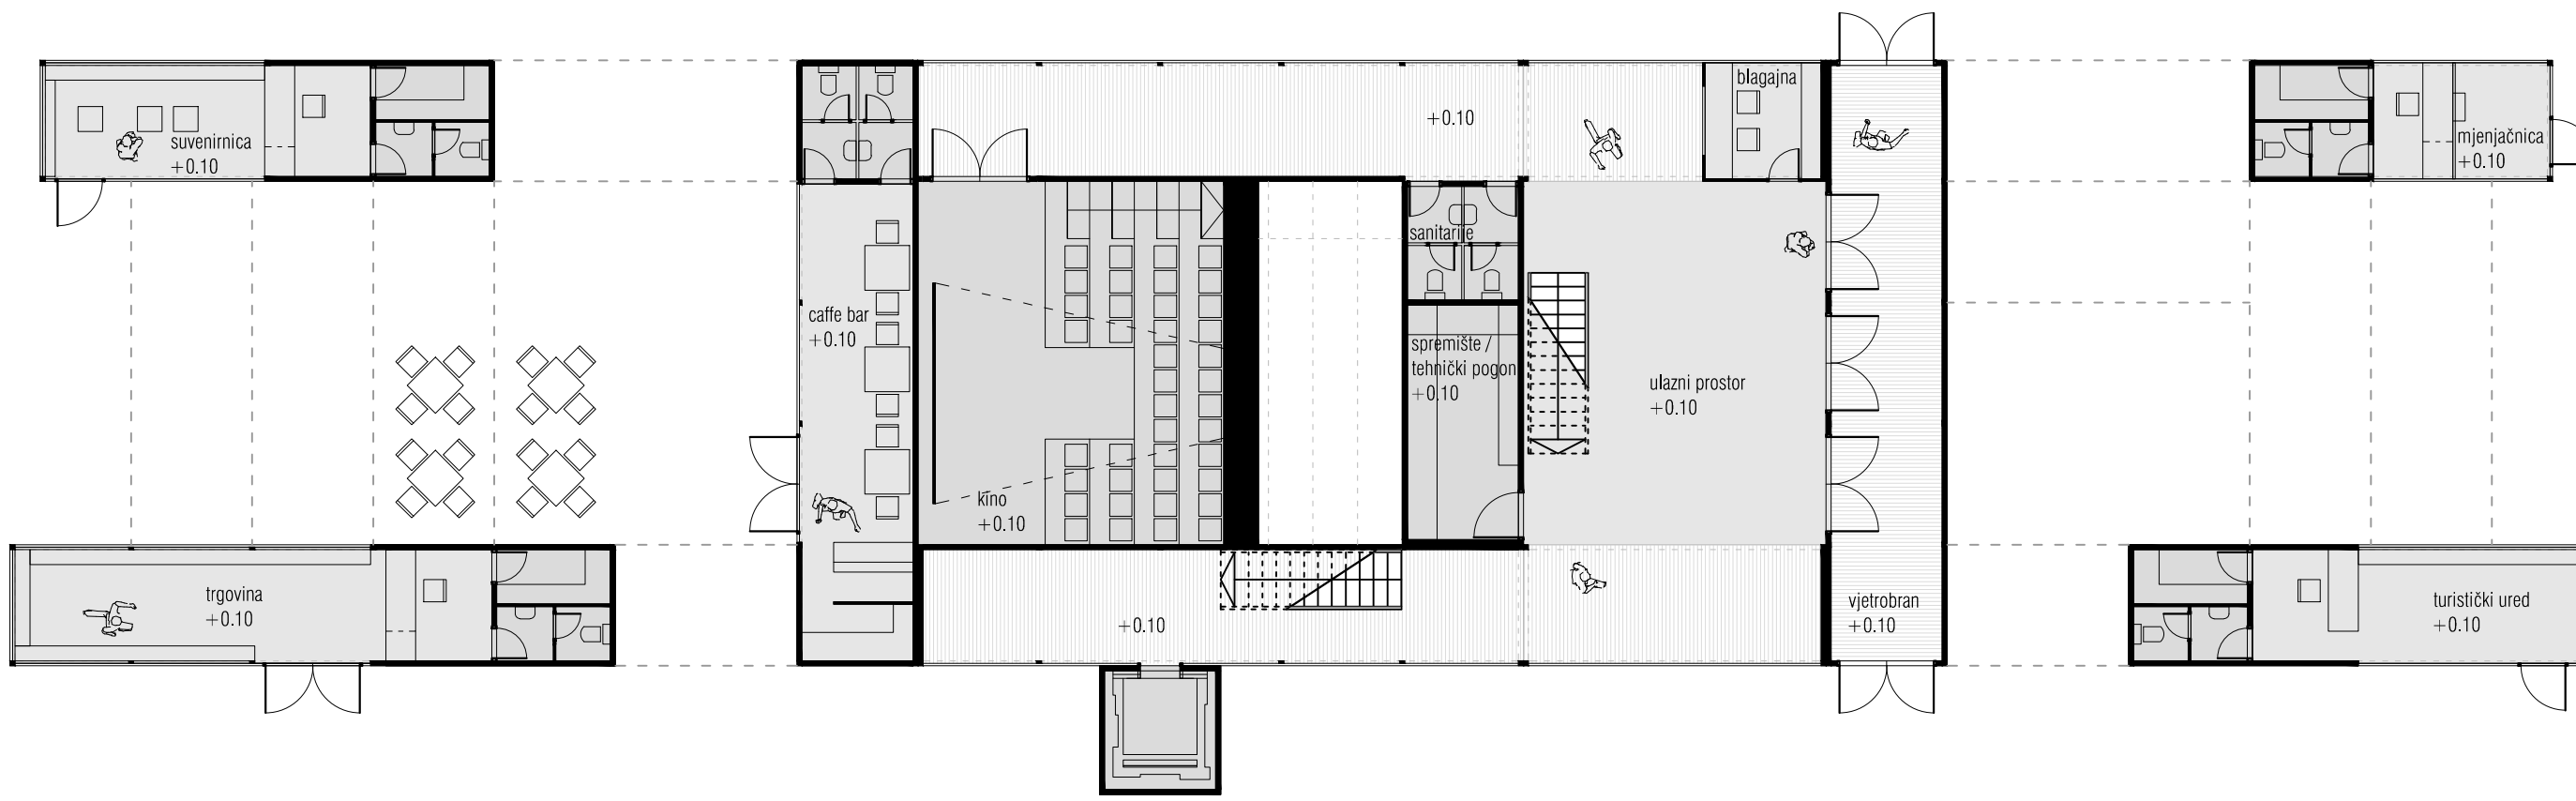 suvenirnica
+0.10
trgovina
+0.10
caffe bar
+0.10
kino
+0.10
+0.10
+0.10
sanitarije
spremište /
tehnički pogon
+0.10
blagajna
ulazni prostor
+0.10
vjetrobran
+0.10
mjenjačnica
+0.10
turistički ured
+0.10